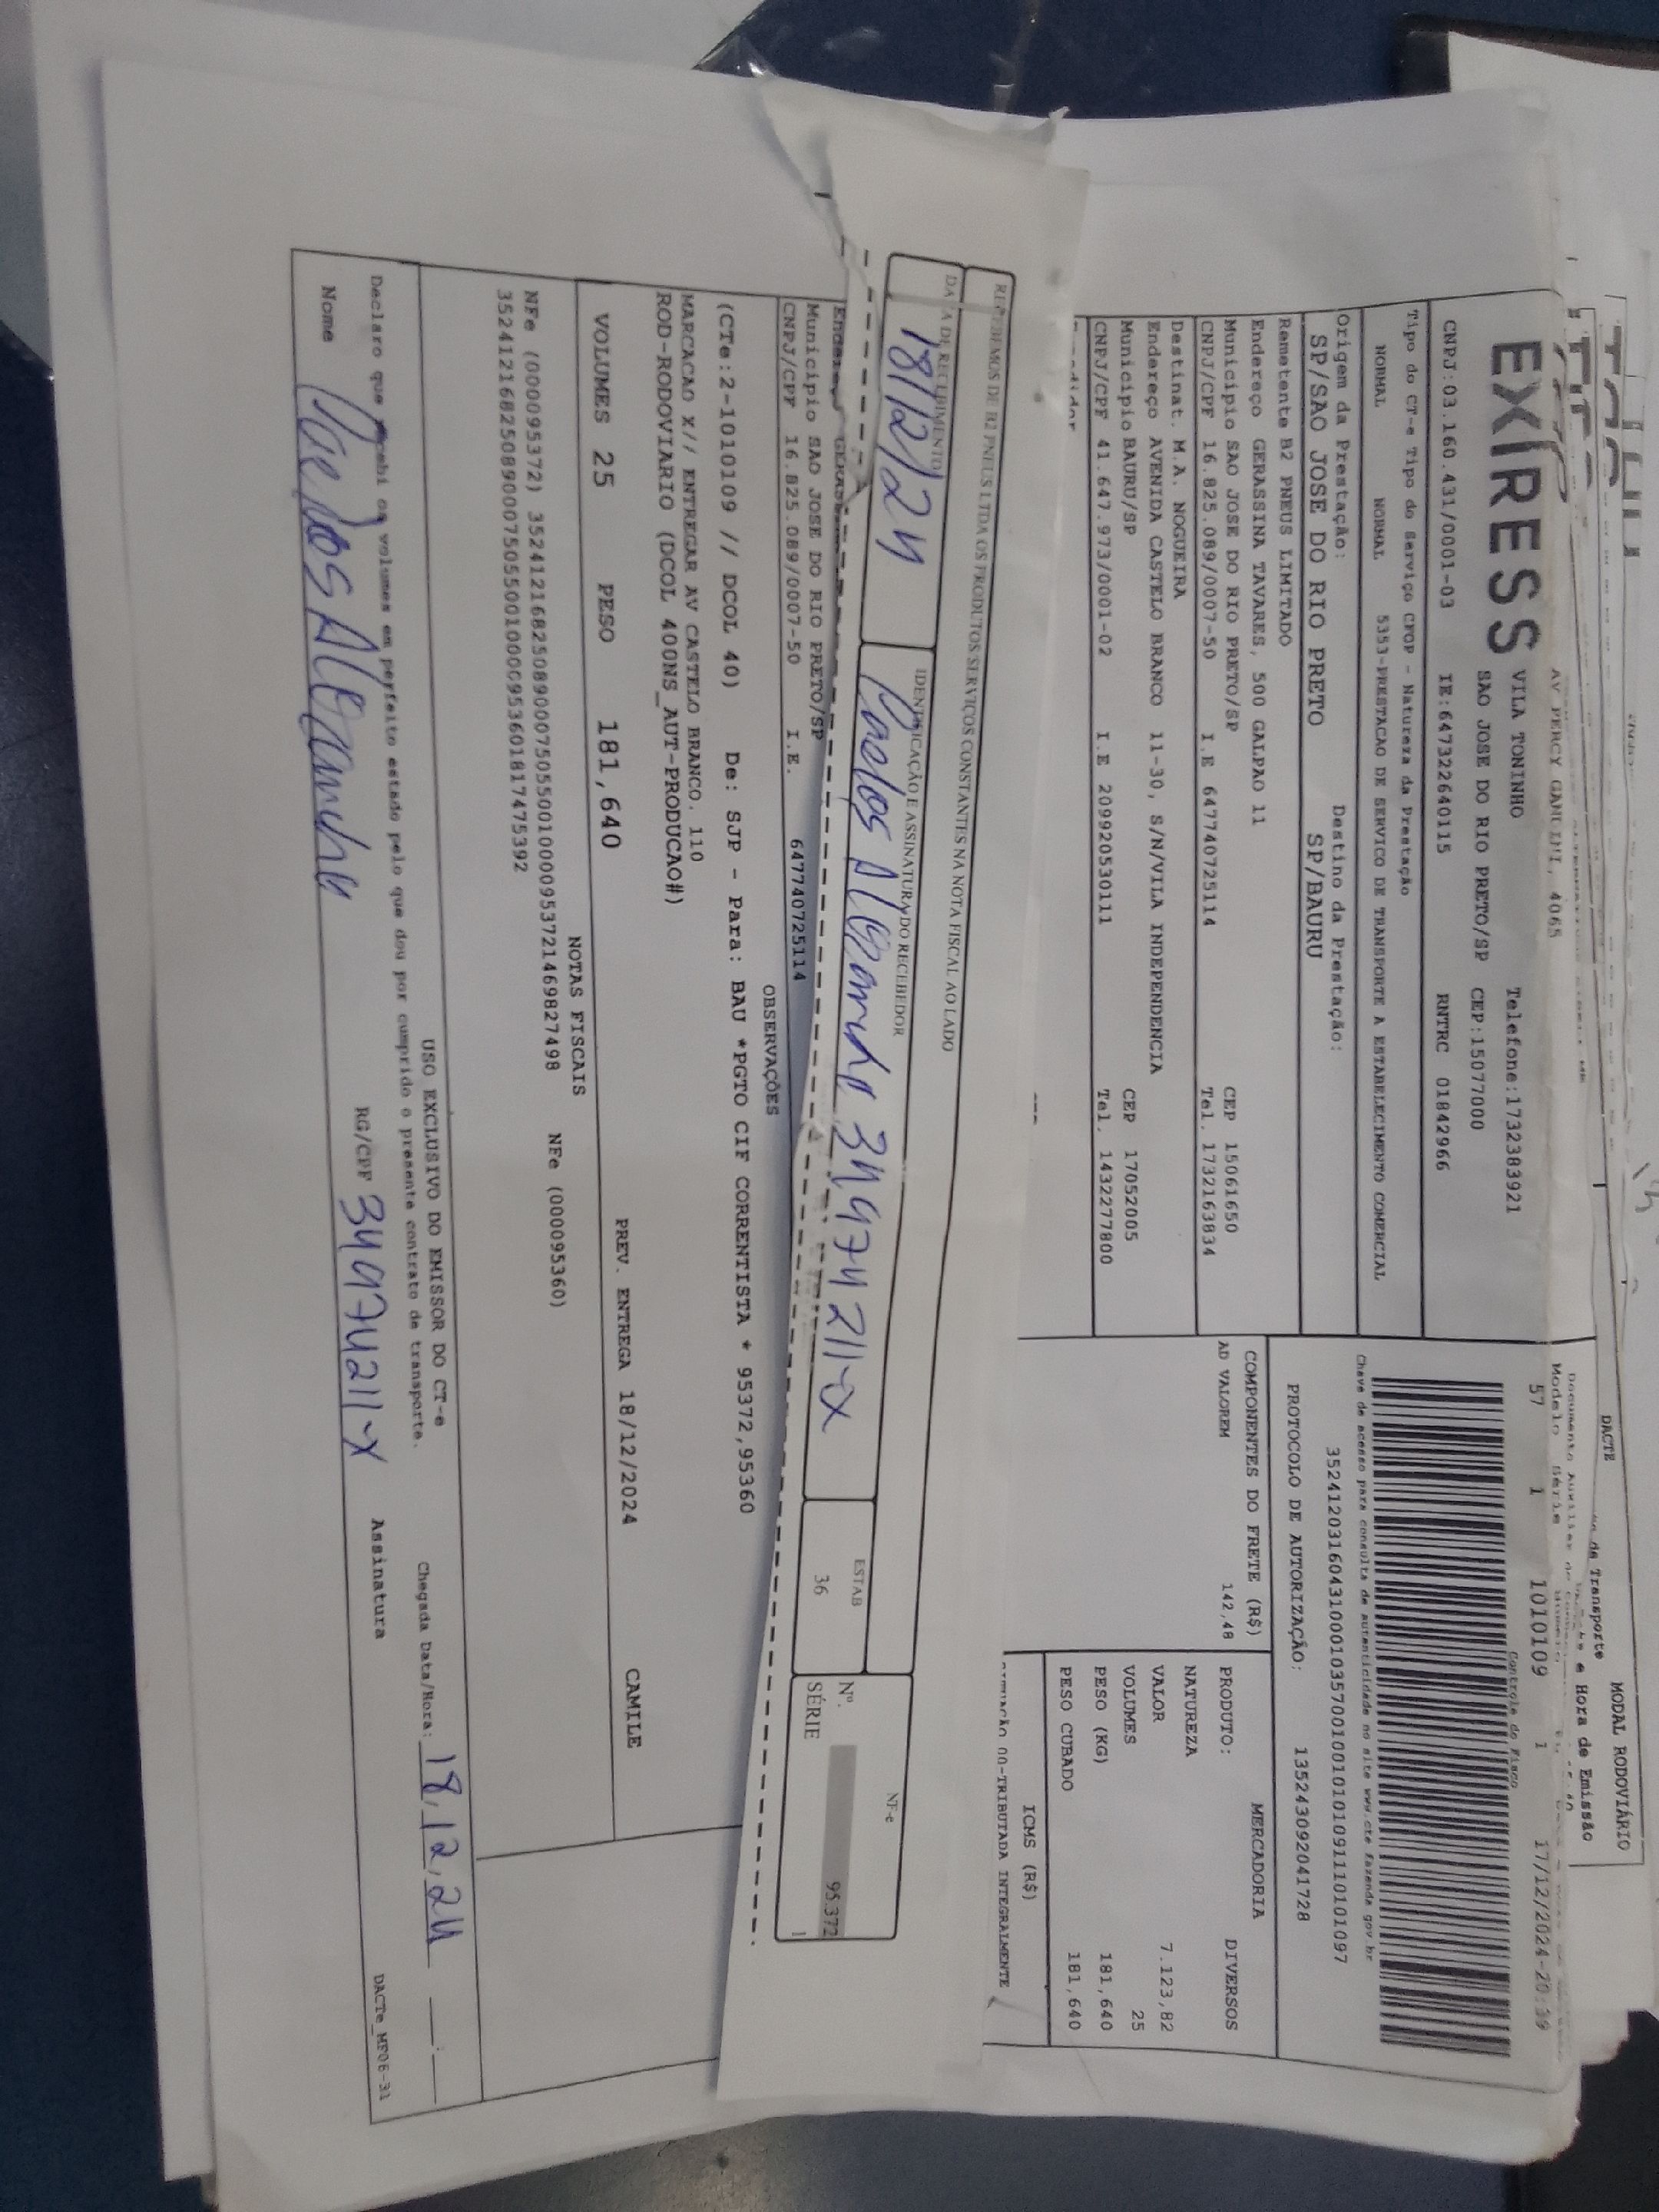 DACTE
MODAL RODOVIÁRIO
EXPRESS
AV PERCY GANDINI, 4065
VILA TONINHO
Telefone:1732383921
SAO JOSE DO RIO PRETO/SP CEP:15077000
CNPJ:03.160.431/0001-03 IE:647322640115 RNTRC 01842966
57 1 1010109 1 17/12/2024-20:39
Controle do Fisco
Chave de acesso para consulta de autenticidade no site www.cte.fazenda.gov.br
35241203160431000103570010010101091110101097
PROTOCOLO DE AUTORIZAÇÃO: 135243092041728
Tipo do CT-e Tipo do Serviço CFOP - Natureza da Prestação
NORMAL NORMAL 5353-PRESTACAO DE SERVICO DE TRANSPORTE A ESTABELECIMENTO COMERCIAL
Origem da Prestação: Destino da Prestação:
SP/SAO JOSE DO RIO PRETO SP/BAURU
Remetente B2 PNEUS LIMITADO
Endereço GERASSINA TAVARES, 500 GALPAO 11
Municipio SAO JOSE DO RIO PRETO/SP CEP 15061650
CNPJ/CPF 16.825.089/0007-50 I.E 647740725114 Tel. 1732163834
Destinat. M.A. NOGUEIRA
Endereço AVENIDA CASTELO BRANCO 11-30, S/N/VILA INDEPENDENCIA
Municipio BAURU/SP CEP 17052005
CNPJ/CPF 41.647.973/0001-02 I.E 209920530111 Tel. 1432277800
COMPONENTES DO FRETE (R$)
AD VALOREM 142,48
MERCADORIA
PRODUTO: DIVERSOS
NATUREZA
VALOR 7.123,82
VOLUMES 25
PESO (KG) 181,640
PESO CUBADO 181,640
ICMS (R$)
00-TRIBUTADA INTEGRALMENTE
RECEBEMOS DE B2 PNEUS LTDA OS PRODUTOS/SERVIÇOS CONSTANTES NA NOTA FISCAL AO LADO
DATA DE RECEBIMENTO IDENTIFICAÇÃO E ASSINATURA DO RECEBEDOR
18/12/24 34974211-X
ESTAB
36
NF-e
Nº. 95.372
SÉRIE 1
Municipio SAO JOSE DO RIO PRETO/SP
CNPJ/CPF 16.825.089/0007-50 I.E. 647740725114
OBSERVAÇÕES
(CTe:2-1010109 // DCOL 40) De: SJP - Para: BAU *PGTO CIF CORRENTISTA * 95372,95360
MARCACAO X// ENTREGAR AV CASTELO BRANCO. 110
ROD-RODOVIARIO (DCOL 400NS_AUT-PRODUCAO#)
VOLUMES 25 PESO 181,640 PREV. ENTREGA 18/12/2024 CAMILE
NOTAS FISCAIS
NFe (000095372) 35241216825089000750550010000953721469827498 NFe (000095360)
35241216825089000750550010000953601817475392
USO EXCLUSIVO DO EMISSOR DO CT-e
Declaro que recebi os volumes em perfeito estado pelo que dou por cumprido o presente contrato de transporte.
Chegada Data/Hora: 18,12,24
Nome RG/CPF 34974211-X Assinatura
DACTe_MF06-31